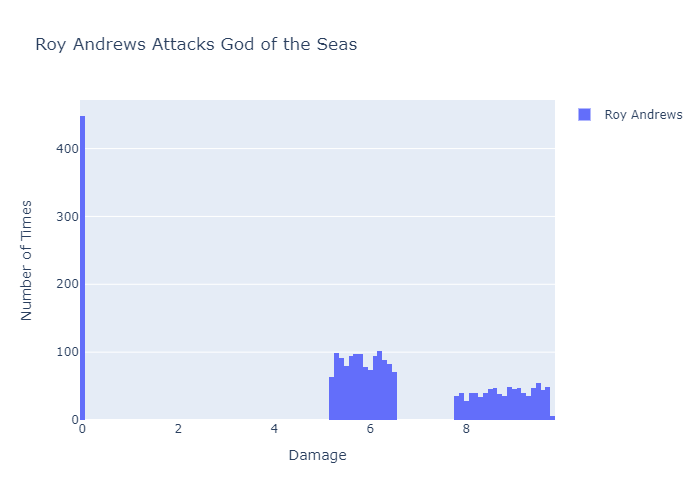 Roy Andrews Attacks God of the Seas
Roy Andrews
400
300
200
100
0
Number of Times
0 2 4 6 8
Damage